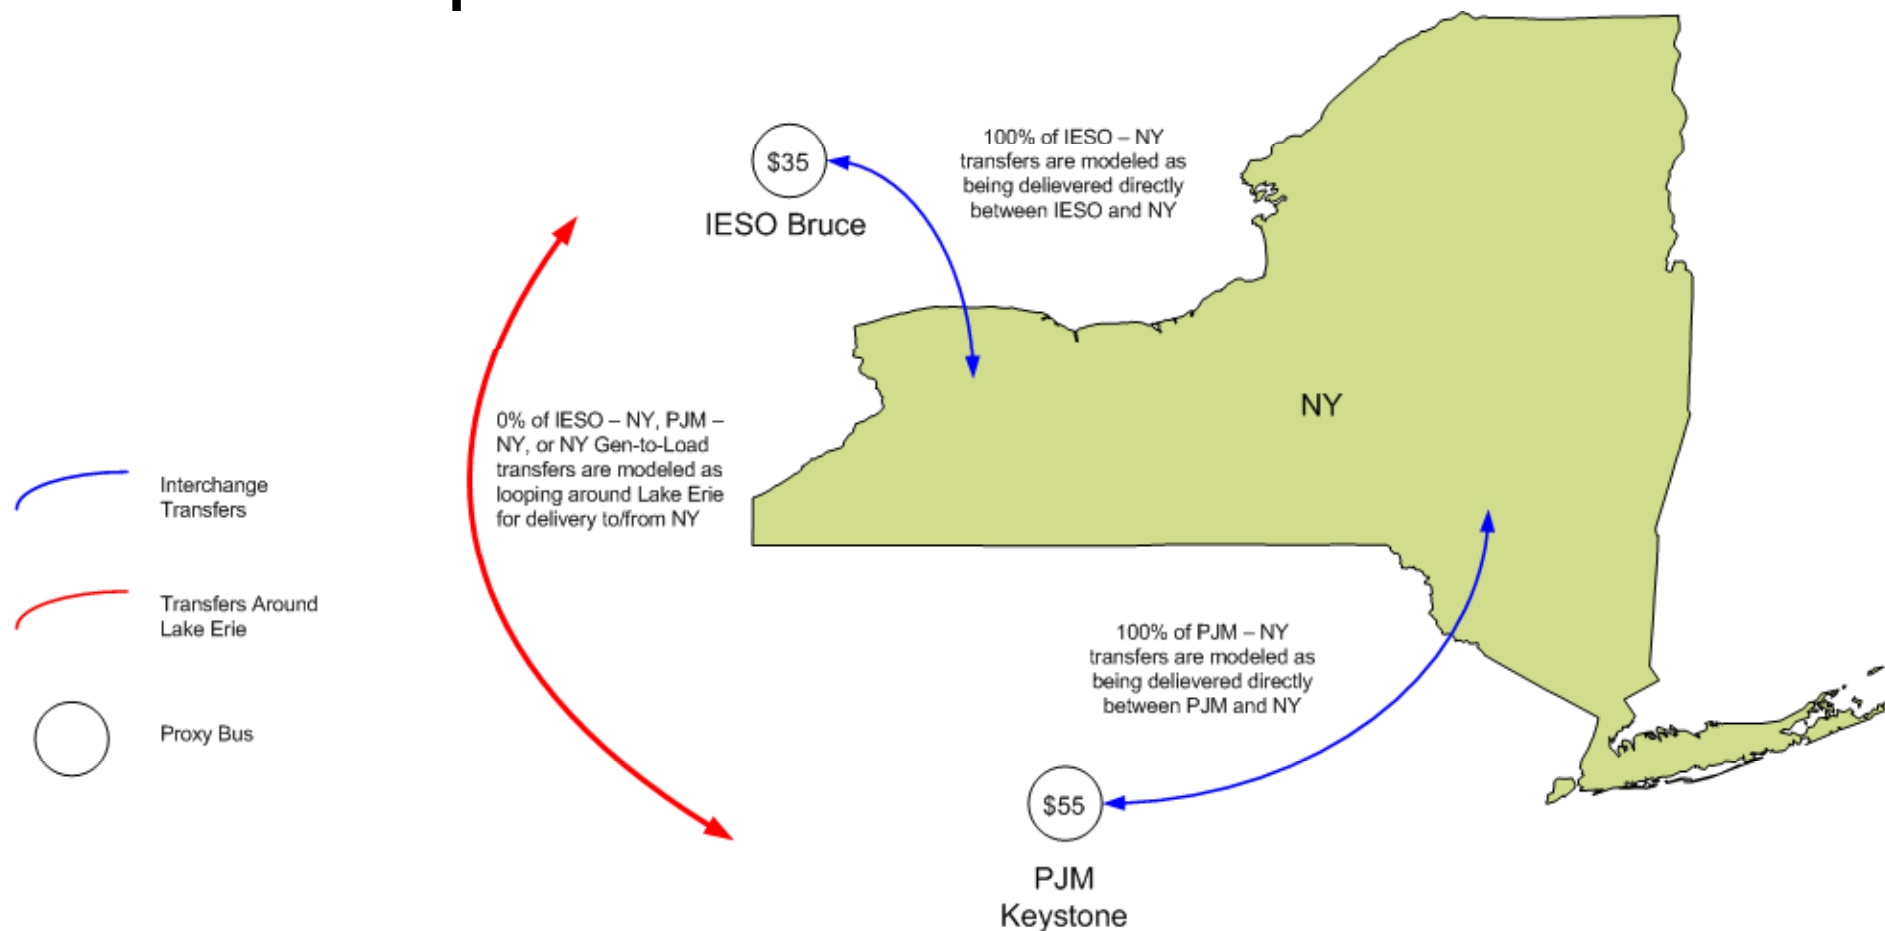 $35
IESO Bruce
100% of IESO – NY
transfers are modeled as
being delievered directly
between IESO and NY
NY
0% of IESO – NY, PJM –
NY, or NY Gen-to-Load
transfers are modeled as
looping around Lake Erie
for delivery to/from NY
Interchange
Transfers
Transfers Around
Lake Erie
Proxy Bus
100% of PJM – NY
transfers are modeled as
being delievered directly
between PJM and NY
$55
PJM
Keystone